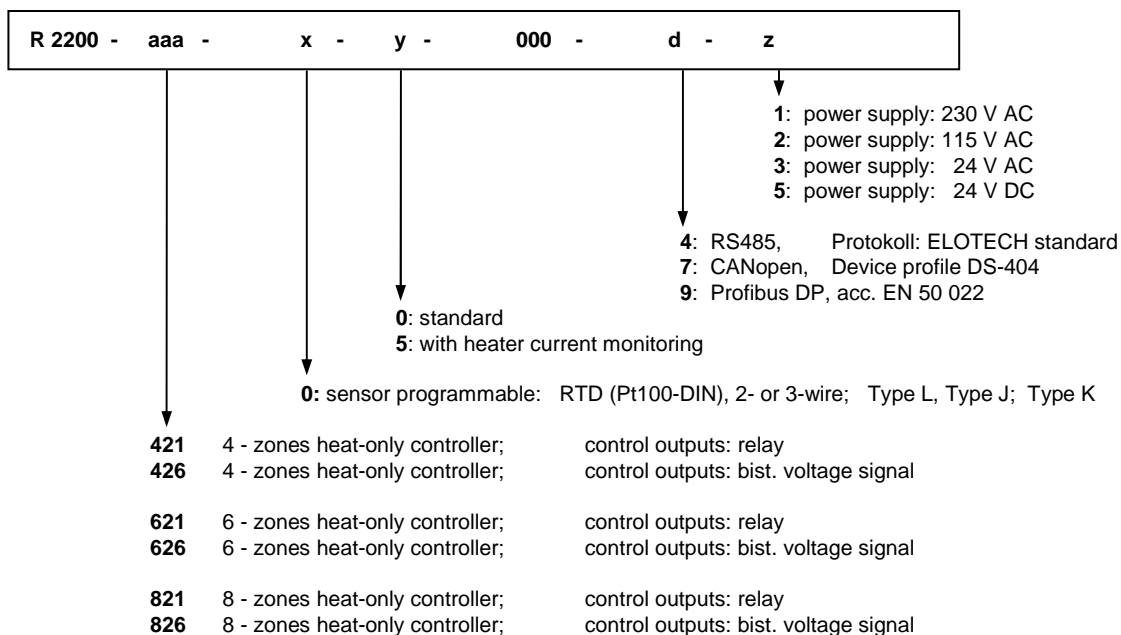 R 2200 - aaa - x - y - 000 - d - z
1: power supply: 230 V AC
2: power supply: 115 V AC
3: power supply: 24 V AC
5: power supply: 24 V DC
4: RS485, Protokoll: ELOTECH standard
7: CANopen, Device profile DS-404
9: Profibus DP, acc. EN 50 022
0: standard
5: with heater current monitoring
0: sensor programmable: RTD (Pt100-DIN), 2- or 3-wire; Type L, Type J; Type K
421 4 - zones heat-only controller; control outputs: relay
426 4 - zones heat-only controller; control outputs: bist. voltage signal
621 6 - zones heat-only controller; control outputs: relay
626 6 - zones heat-only controller; control outputs: bist. voltage signal
821 8 - zones heat-only controller; control outputs: relay
826 8 - zones heat-only controller; control outputs: bist. voltage signal